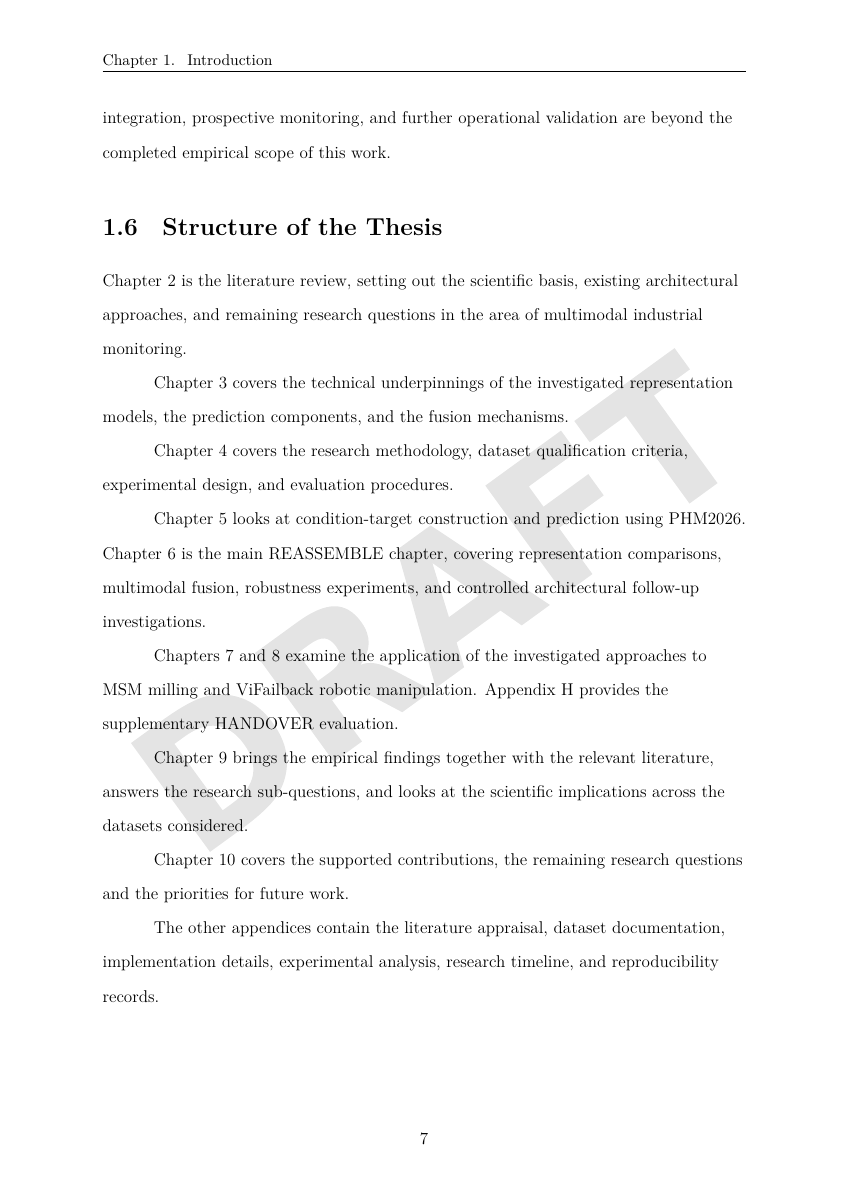 Chapter 1. Introduction
integration, prospective monitoring, and further operational validation are beyond the
completed empirical scope of this work.
1.6 Structure of the Thesis
Chapter 2 is the literature review, setting out the scientific basis, existing architectural
approaches, and remaining research questions in the area of multimodal industrial
monitoring.
Chapter 3 covers the technical underpinnings of the investigated representation
models, the prediction components, and the fusion mechanisms.
Chapter 4 covers the research methodology, dataset qualification criteria,
experimental design, and evaluation procedures.
Chapter 5 looks at condition-target construction and prediction using PHM2026.
Chapter 6 is the main REASSEMBLE chapter, covering representation comparisons,
multimodal fusion, robustness experiments, and controlled architectural follow-up
investigations.
Chapters 7 and 8 examine the application of the investigated approaches to
MSM milling and ViFailback robotic manipulation. Appendix H provides the
supplementary HANDOVER evaluation.
Chapter 9 brings the empirical findings together with the relevant literature,
answers the research sub-questions, and looks at the scientific implications across the
datasets considered.
Chapter 10 covers the supported contributions, the remaining research questions
and the priorities for future work.
The other appendices contain the literature appraisal, dataset documentation,
implementation details, experimental analysis, research timeline, and reproducibility
records.
7
DRAFT